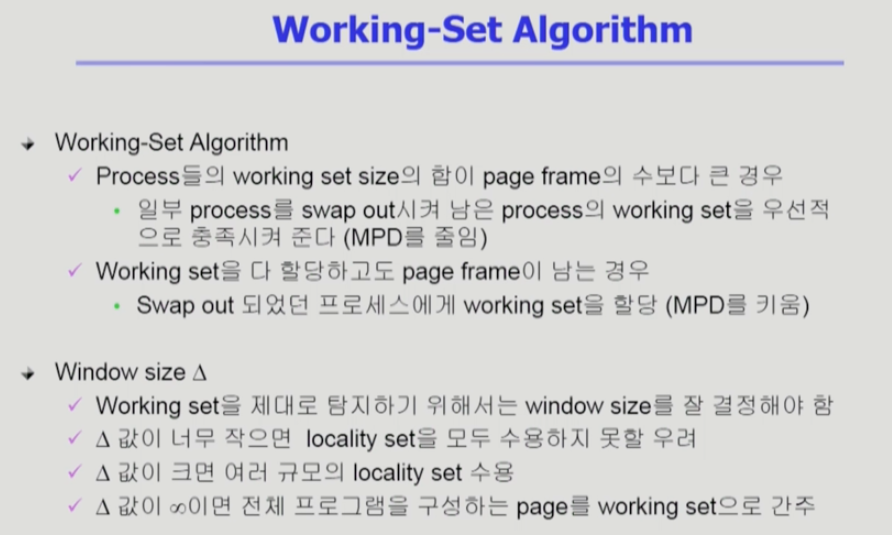 Working-Set Algorithm
Working-Set Algorithm
Process들의 working set size의 합이 page frame의 수보다 큰 경우
일부 process를 swap out시켜 남은 process의 working set을 우선적
으로 충족시켜 준다 (MPD를 줄임)
Working set을 다 할당하고도 page frame이 남는 경우
Swap out 되었던 프로세스에게 working set을 할당 (MPD를 키움)
Window size Δ
Working set을 제대로 탐지하기 위해서는 window size를 잘 결정해야 함
Δ 값이 너무 작으면 locality set을 모두 수용하지 못할 우려
Δ 값이 크면 여러 규모의 locality set 수용
Δ 값이 ∞이면 전체 프로그램을 구성하는 page를 working set으로 간주